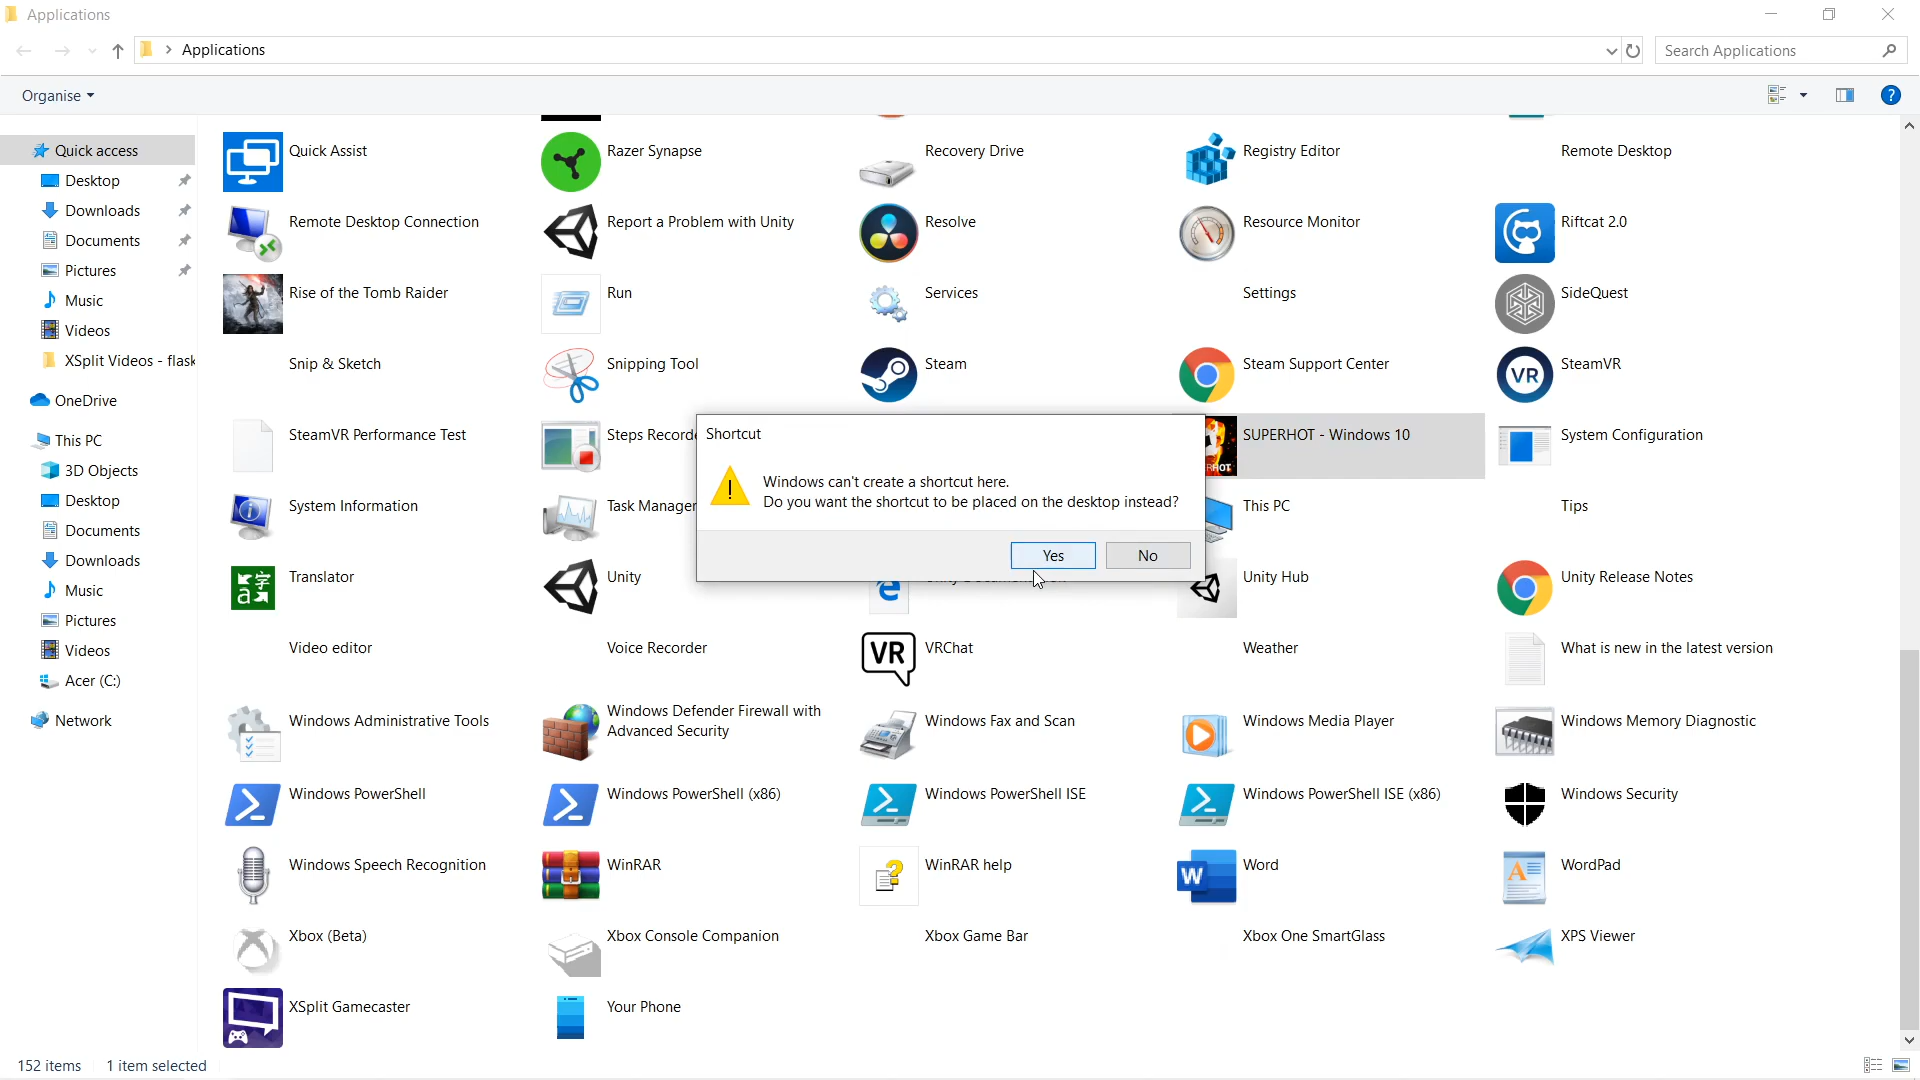 Applications
Applications
Search Applications
Organise
Quick access
Desktop
Downloads
Documents
Pictures
Music
Videos
XSplit Videos - flask
OneDrive
This PC
3D Objects
Desktop
Documents
Downloads
Music
Pictures
Videos
Acer (C:)
Network
Quick Assist
Razer Synapse
Recovery Drive
Registry Editor
Remote Desktop
Remote Desktop Connection
Report a Problem with Unity
Resolve
Resource Monitor
Riftcat 2.0
Rise of the Tomb Raider
Run
Services
Settings
SideQuest
Snip & Sketch
Snipping Tool
Steam
Steam Support Center
VR
SteamVR
SteamVR Performance Test
Steps Recorde
SUPERHOT - Windows 10
System Configuration
Shortcut
Windows can't create a shortcut here.
Do you want the shortcut to be placed on the desktop instead?
Yes
No
System Information
Task Manager
This PC
Tips
Translator
Unity
Unity Hub
Unity Release Notes
Video editor
Voice Recorder
VR
VRChat
Weather
What is new in the latest version
Windows Administrative Tools
Windows Defender Firewall with
Advanced Security
Windows Fax and Scan
Windows Media Player
Windows Memory Diagnostic
Windows PowerShell
Windows PowerShell (x86)
Windows PowerShell ISE
Windows PowerShell ISE (x86)
Windows Security
Windows Speech Recognition
WinRAR
WinRAR help
W
Word
A
WordPad
Xbox (Beta)
Xbox Console Companion
Xbox Game Bar
Xbox One SmartGlass
XPS Viewer
XSplit Gamecaster
Your Phone
152 items
1 item selected